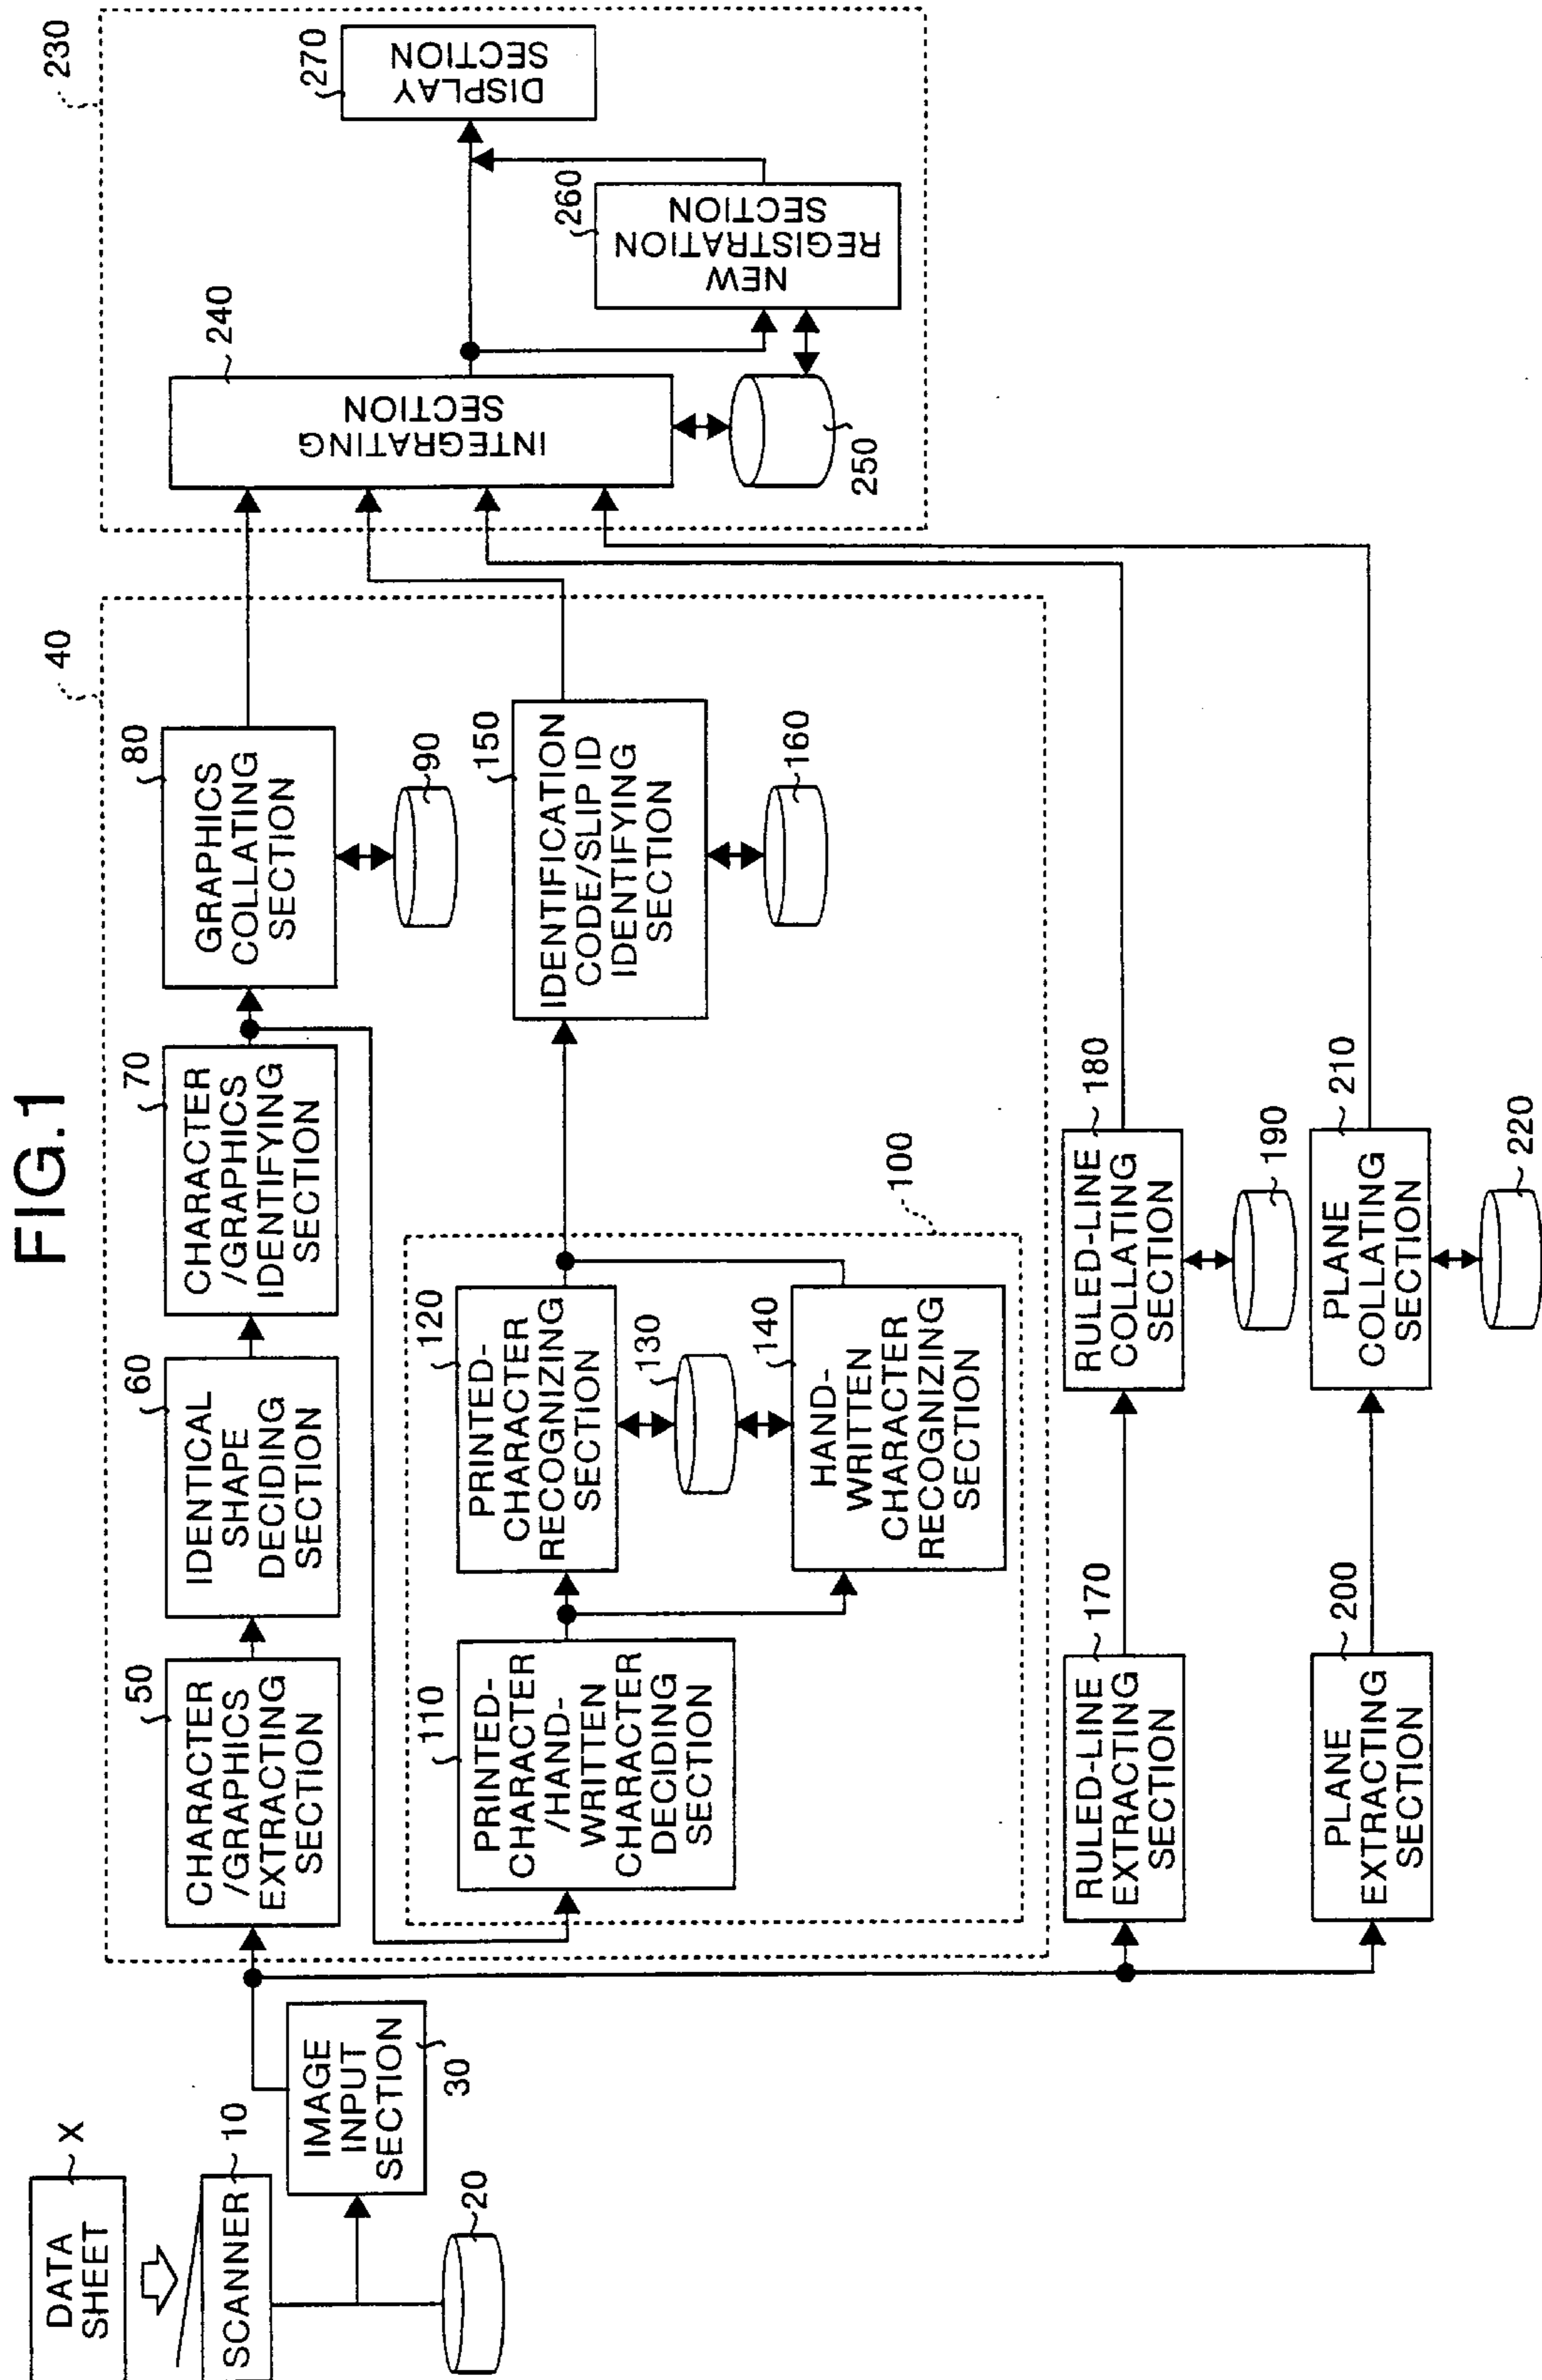 FIG.1
DATA
SHEET
X
SCANNER
10
20
IMAGE
INPUT
SECTION
30
40
CHARACTER
/GRAPHICS
EXTRACTING
SECTION
50
IDENTICAL
SHAPE
DECIDING
SECTION
60
CHARACTER
/GRAPHICS
IDENTIFYING
SECTION
70
GRAPHICS
COLLATING
SECTION
80
90
100
PRINTED-
CHARACTER
/HAND-
WRITTEN
CHARACTER
DECIDING
SECTION
110
PRINTED-
CHARACTER
RECOGNIZING
SECTION
120
130
HAND-
WRITTEN
CHARACTER
RECOGNIZING
SECTION
140
IDENTIFICATION
CODE/SLIP ID
IDENTIFYING
SECTION
150
160
RULED-LINE
EXTRACTING
SECTION
170
RULED-LINE
COLLATING
SECTION
180
190
PLANE
EXTRACTING
SECTION
200
PLANE
COLLATING
SECTION
210
220
230
INTEGRATING
SECTION
240
250
NEW
REGISTRATION
SECTION
260
DISPLAY
SECTION
270